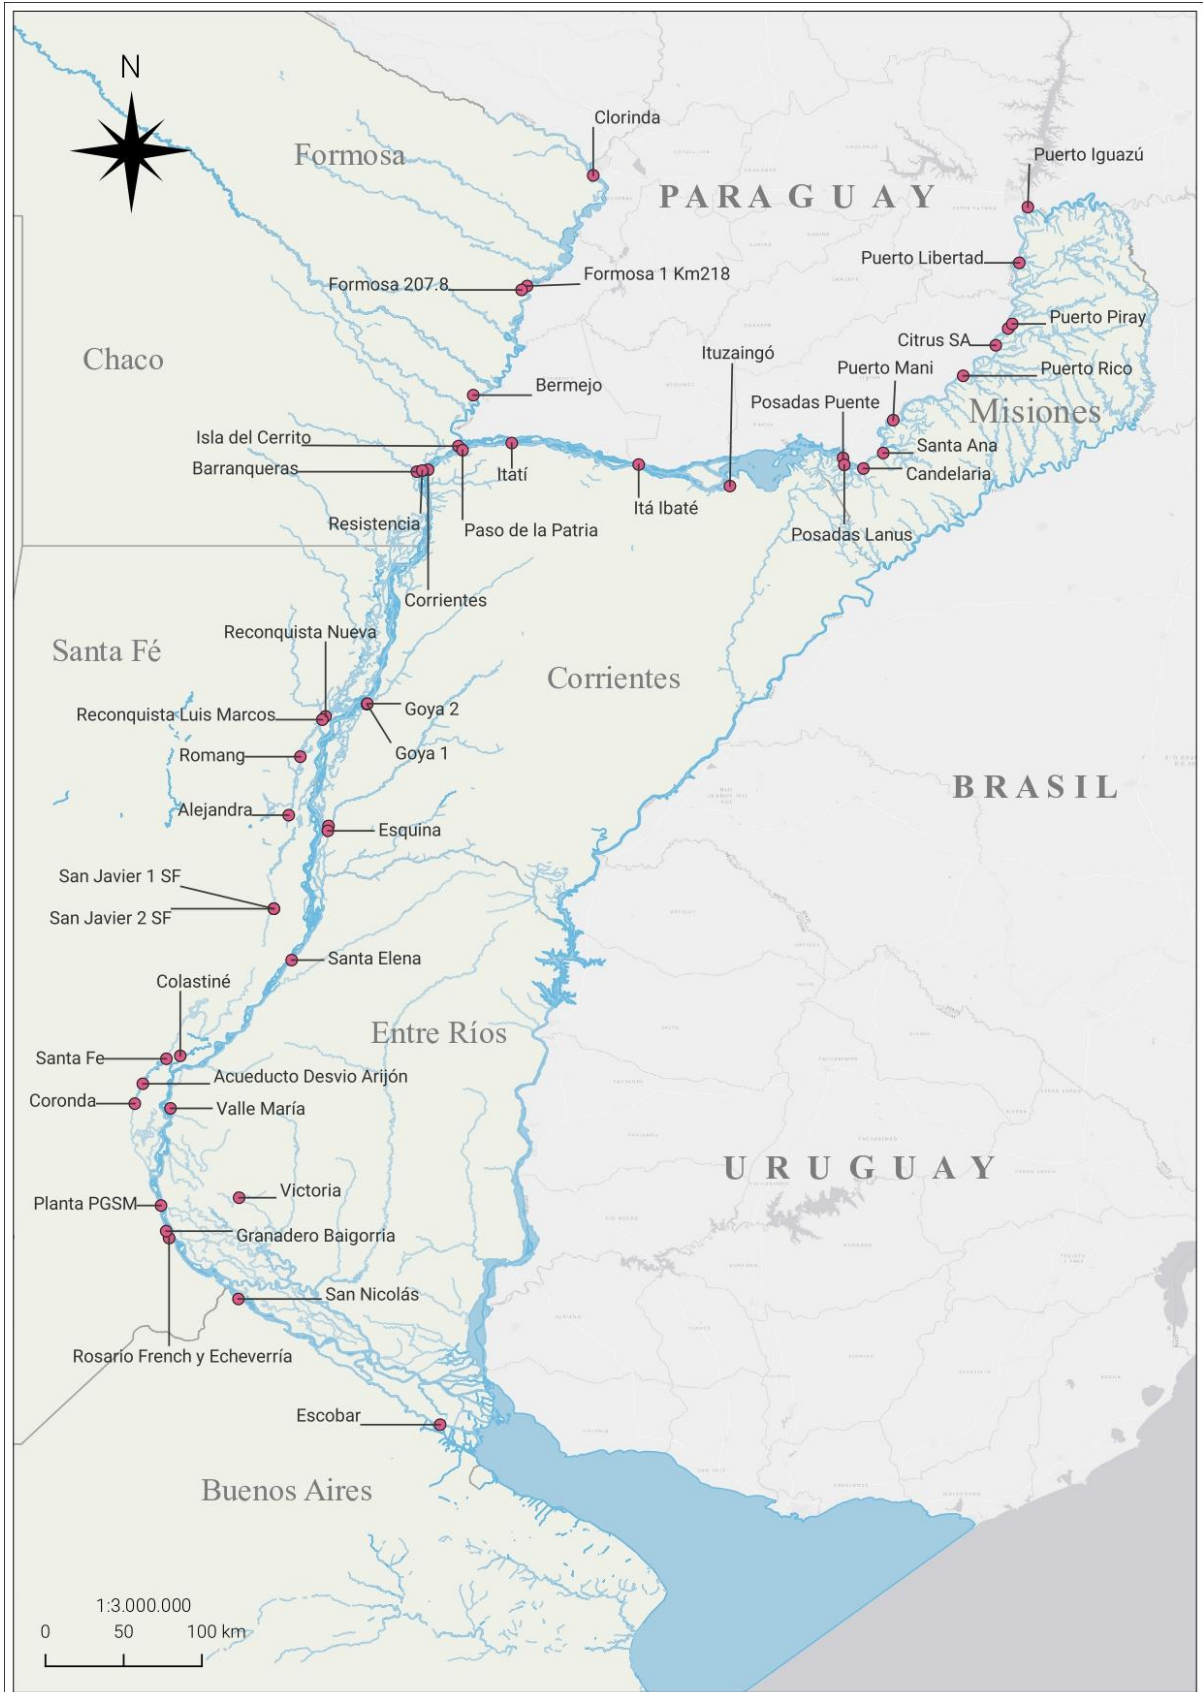 N
Clorinda
Formosa
Puerto Iguazú
PARAGUAY
Puerto Libertad
Formosa 1 Km218
Formosa 207.8
Puerto Piray
Citrus SA
Ituzaingó
Chaco
Puerto Mani
Puerto Rico
Bermejo
Posadas Puente
Misiones
Isla del Cerrito
Santa Ana
Barranqueras
Itatí
Candelaria
Itá Ibaté
Resistencia
Paso de la Patria
Posadas Lanus
Corrientes
Reconquista Nueva
Santa Fé
Corrientes
Goya 2
Reconquista Luis Marcos
Goya 1
Romang
BRASIL
Alejandra
Esquina
San Javier 1 SF
San Javier 2 SF
Santa Elena
Colastiné
Entre Ríos
Santa Fe
Acueducto Desvio Arijón
Coronda
Valle María
URUGUAY
Victoria
Planta PGSM
Granadero Baigorria
San Nicolás
Rosario French y Echeverría
Escobar
Buenos Aires
1:3.000.000
0 50 100 km